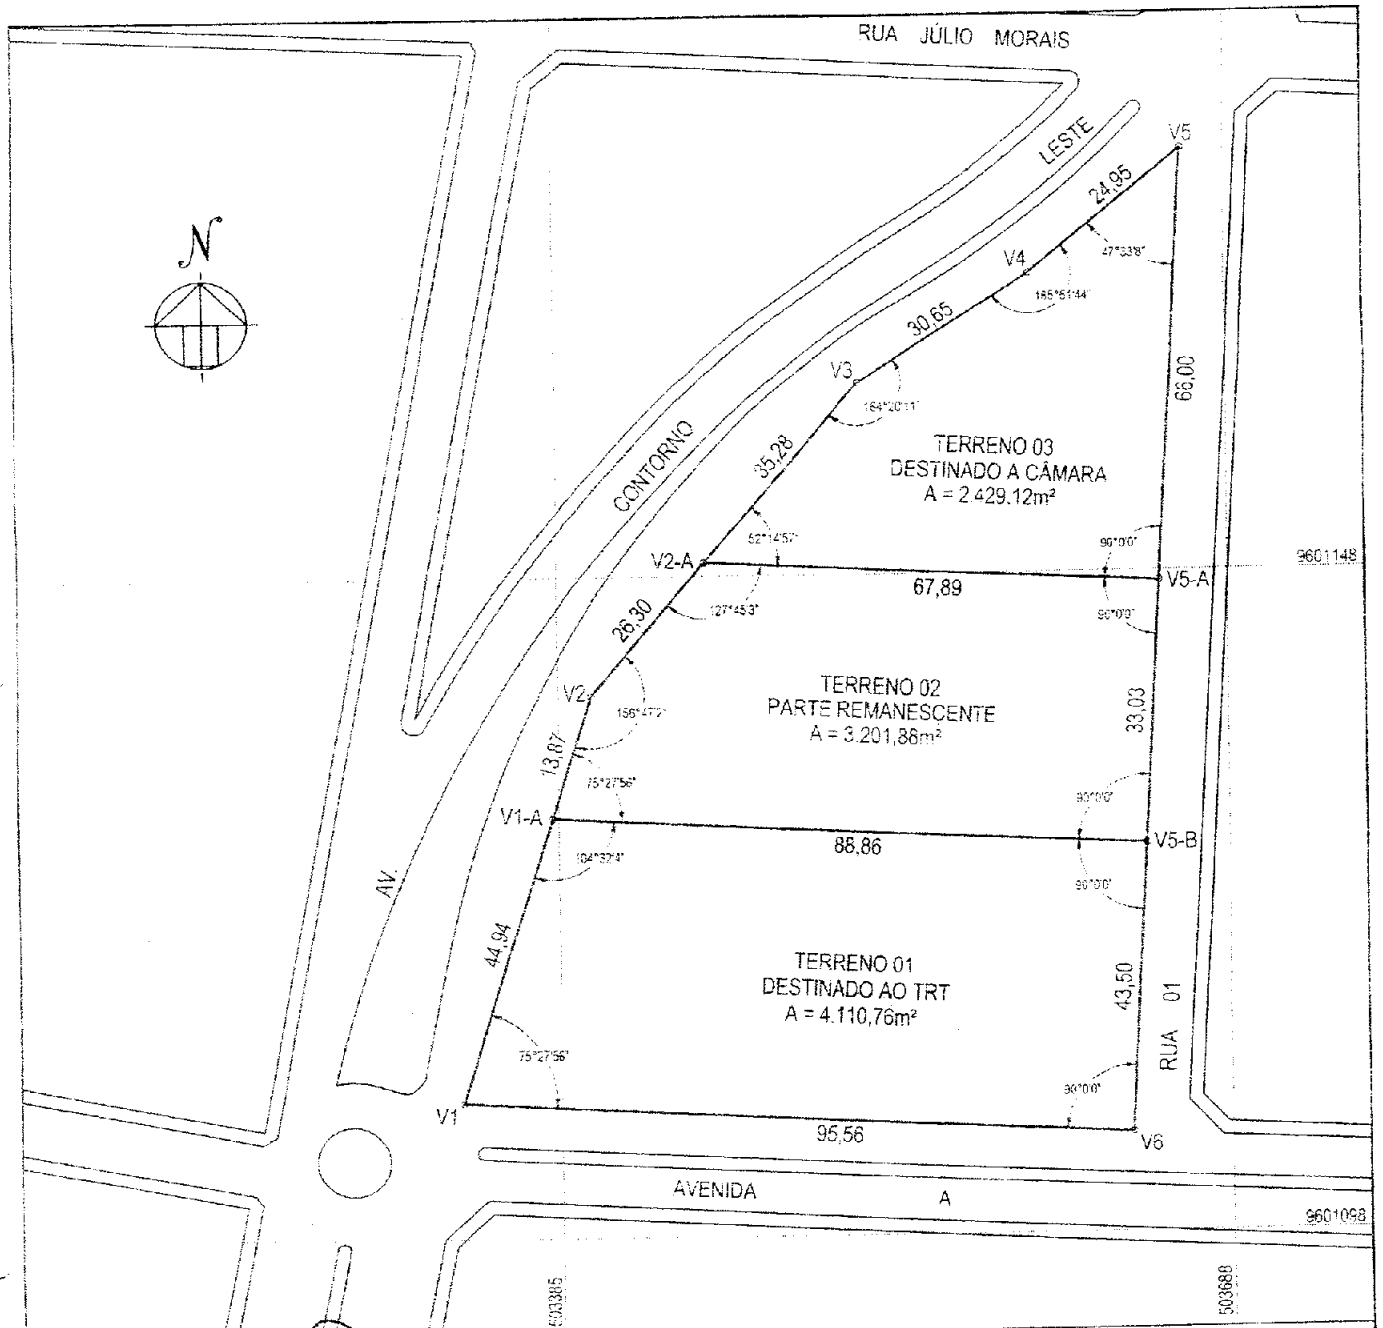 RUA JÚLIO MORAIS
N
LESTE
V5
24,95
47°33'8"
V4
165°51'44"
30,65
66,00
V3
164°20'11"
CONTORNO
35,28
TERRENO 03
DESTINADO A CÂMARA
A = 2.429,12m²
52°14'57"
90°0'0"
9601148
V2-A
V5-A
67,89
127°45'3"
90°0'0"
26,30
V2
TERRENO 02
PARTE REMANESCENTE
A = 3.201,88m²
156°47'2"
33,03
13,87
75°27'56"
90°0'0"
V1-A
V5-B
88,86
104°32'4"
90°0'0"
AV.
44,94
TERRENO 01
DESTINADO AO TRT
A = 4.110,76m²
43,50
RUA 01
75°27'56"
90°0'0"
V1
95,56
V6
AVENIDA A
9601098
503385
503688